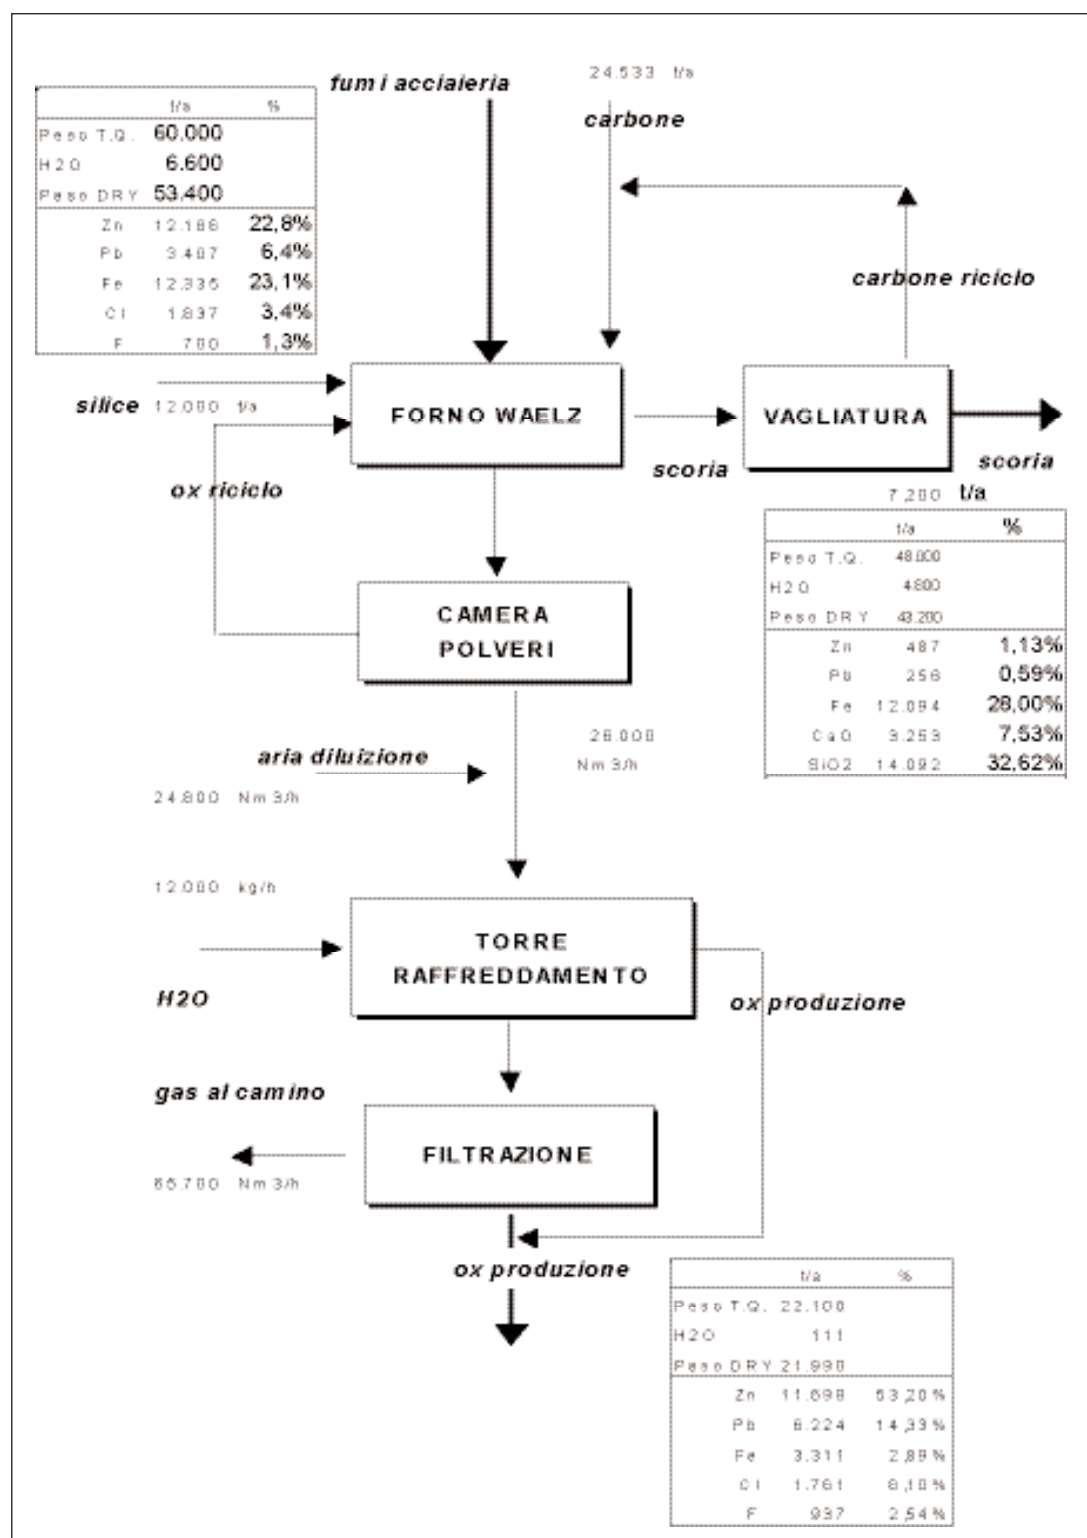 fumi acciaieria
24.533 t/a
carbone
t/a %
Peso T.Q. 60.000
H2O 6.600
Peso DRY 53.400
Zn 12.186 22,8%
Pb 3.407 6,4%
Fe 12.335 23,1%
Cl 1.837 3,4%
F 700 1,3%
carbone riciclo
silice 12.000 t/a
FORNO WAELZ
VAGLIATURA
scoria
scoria
ox riciclo
7.200 t/a
t/a %
Peso T.Q. 48.000
H2O 4.800
Peso DRY 43.200
Zn 487 1,13%
Pb 256 0,59%
Fe 12.094 28,00%
CaO 3.253 7,53%
SiO2 14.092 32,62%
CAMERA
POLVERI
26.000
Nm3/h
aria diluizione
24.800 Nm3/h
12.000 kg/h
TORRE
RAFFREDDAMENTO
H2O
ox produzione
gas al camino
FILTRAZIONE
65.700 Nm3/h
ox produzione
t/a %
Peso T.Q. 22.100
H2O 111
Peso DRY 21.990
Zn 11.698 53,20%
Pb 6.224 14,33%
Fe 3.311 2,89%
Cl 1.761
F 937 2,54%